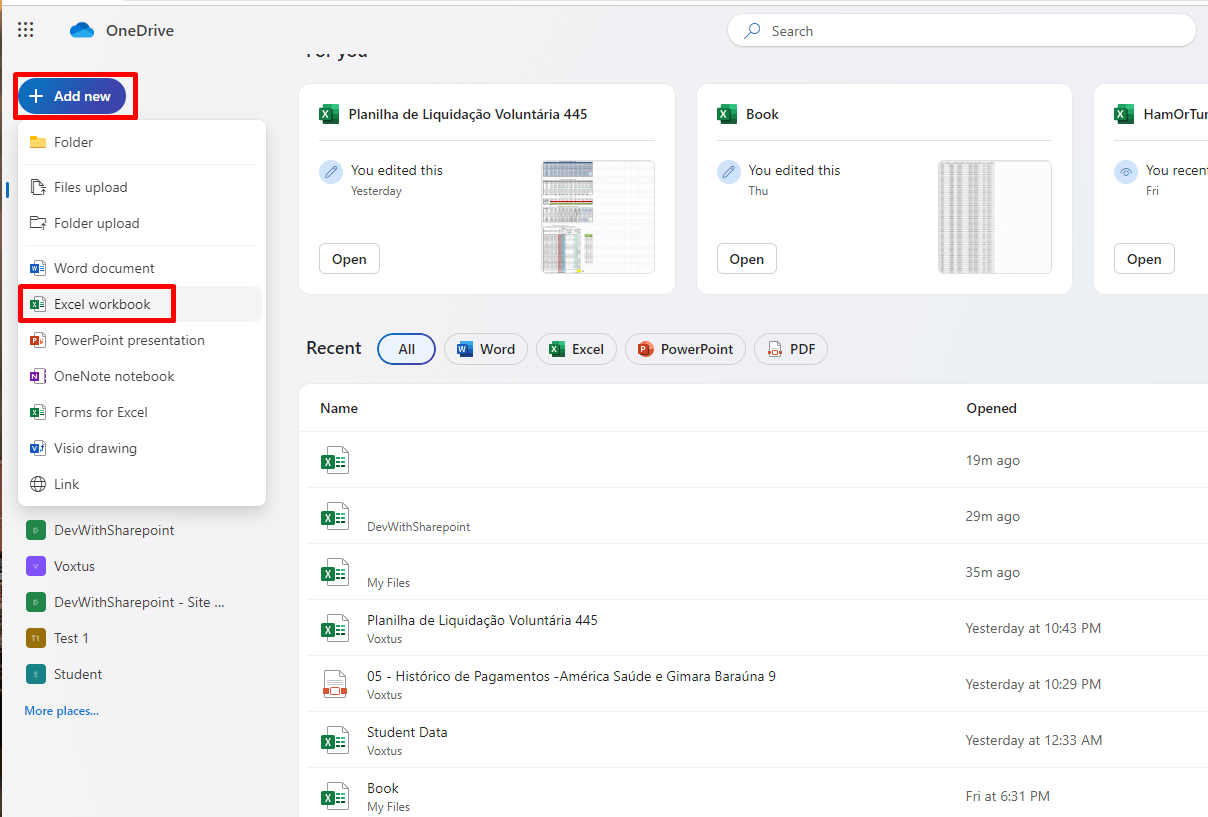 OneDrive
Search
For you
Add new
Folder
Files upload
Folder upload
Word document
Excel workbook
PowerPoint presentation
OneNote notebook
Forms for Excel
Visio drawing
Link
DevWithSharepoint
Voxtus
DevWithSharepoint - Site ...
T1 Test 1
Student
More places...
Planilha de Liquidação Voluntária 445
You edited this
Yesterday
Open
Book
You edited this
Thu
Open
HamOrTur
You recent
Fri
Open
Recent
All
Word
Excel
PowerPoint
PDF
Name Opened
19m ago
DevWithSharepoint
29m ago
My Files
35m ago
Planilha de Liquidação Voluntária 445
Voxtus
Yesterday at 10:43 PM
05 - Histórico de Pagamentos -América Saúde e Gimara Baraúna 9
Voxtus
Yesterday at 10:29 PM
Student Data
Voxtus
Yesterday at 12:33 AM
Book
My Files
Fri at 6:31 PM